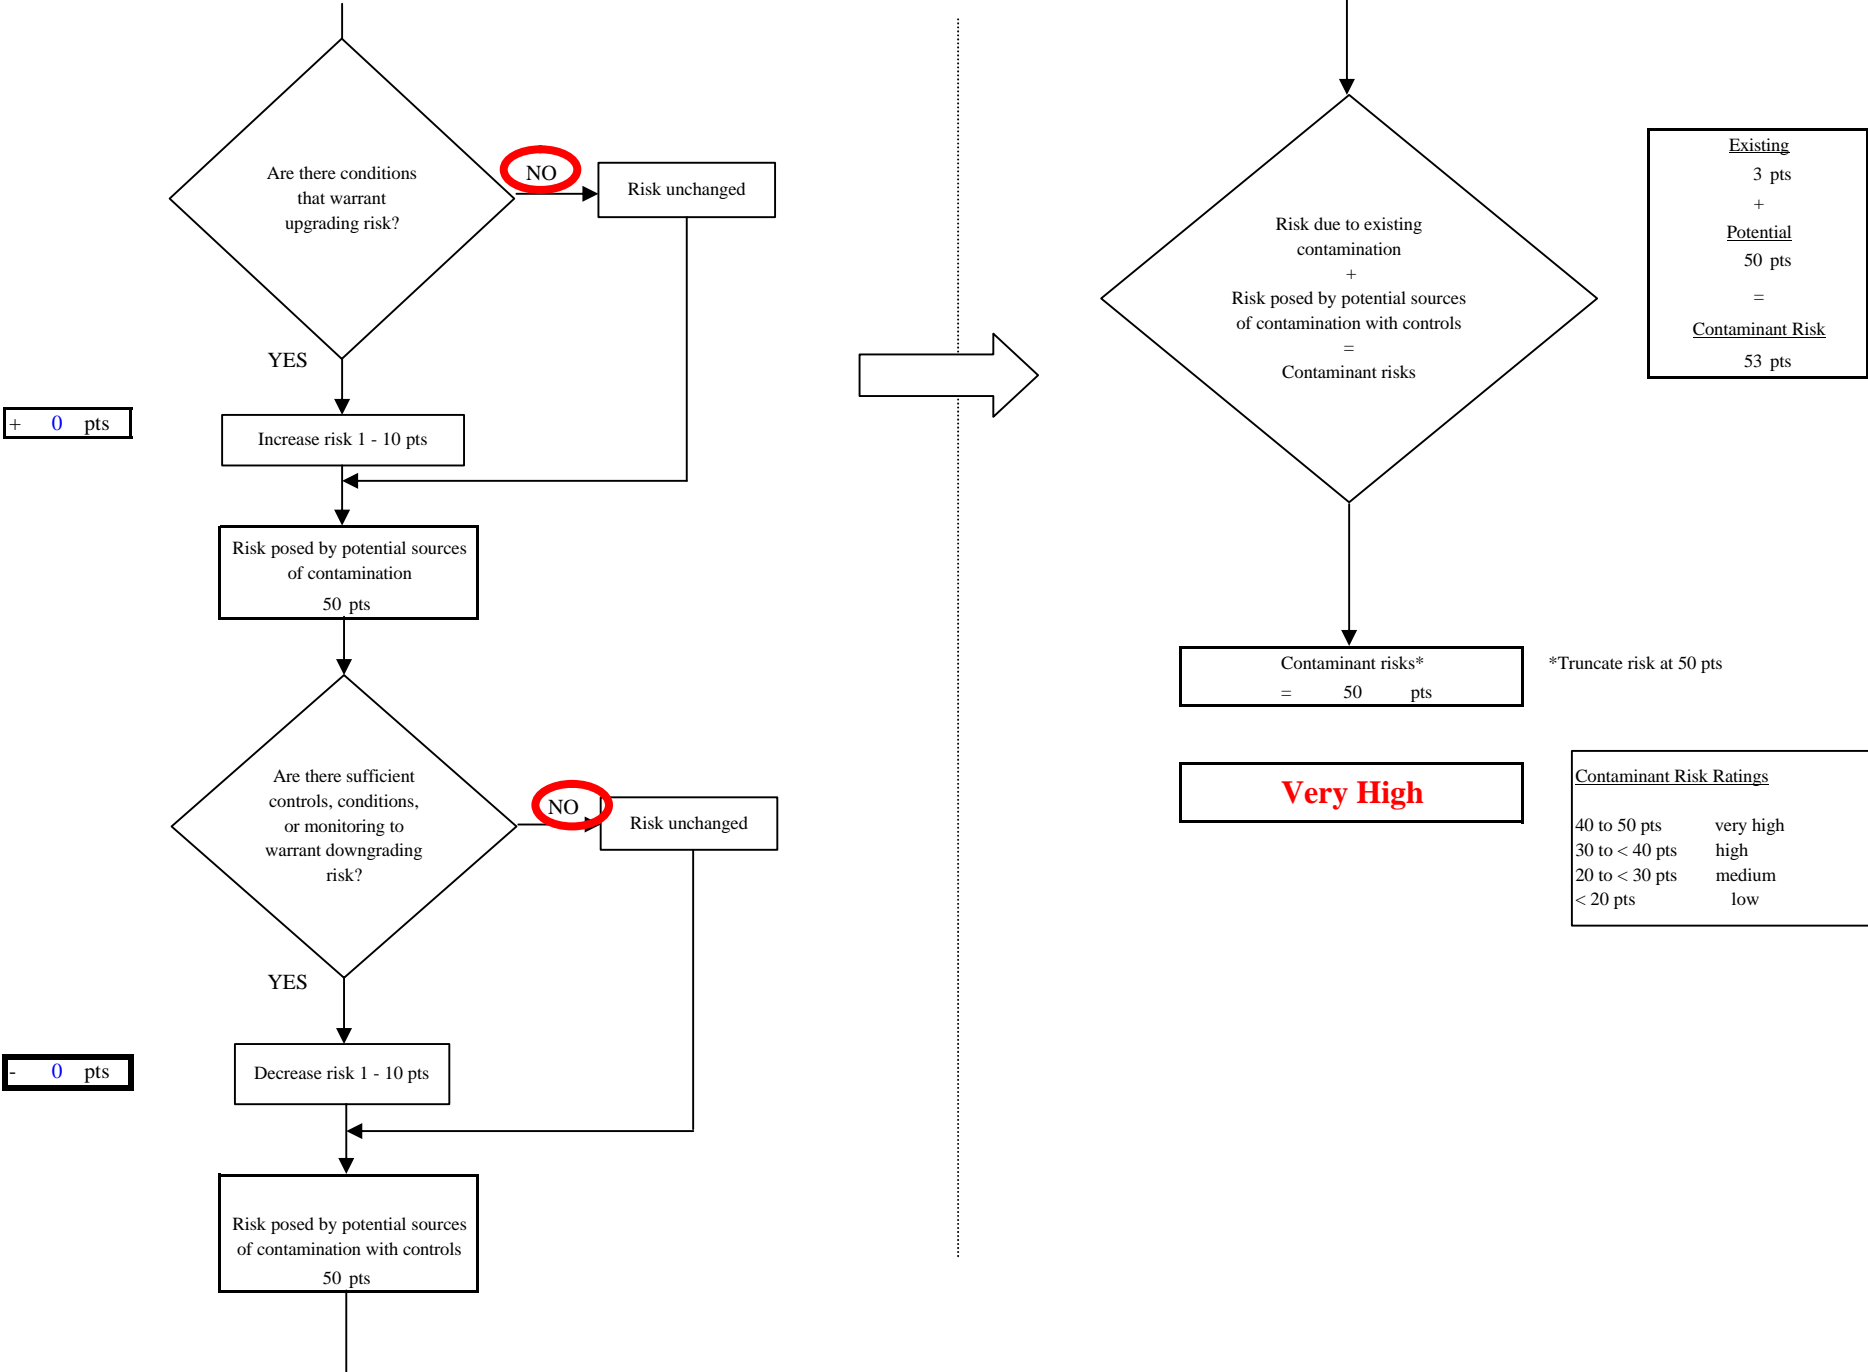 Are there conditions
that warrant
upgrading risk?
NO
Risk unchanged
YES
+ 0 pts
Increase risk 1 - 10 pts
Risk posed by potential sources
of contamination
50 pts
Are there sufficient
controls, conditions,
or monitoring to
warrant downgrading
risk?
NO
Risk unchanged
YES
- 0 pts
Decrease risk 1 - 10 pts
Risk posed by potential sources
of contamination with controls
50 pts
Risk due to existing
contamination
+
Risk posed by potential sources
of contamination with controls
=
Contaminant risks
Existing
3 pts
+
Potential
50 pts
=
Contaminant Risk
53 pts
Contaminant risks*
= 50 pts
*Truncate risk at 50 pts
Very High
Contaminant Risk Ratings
40 to 50 pts very high
30 to < 40 pts high
20 to < 30 pts medium
< 20 pts low